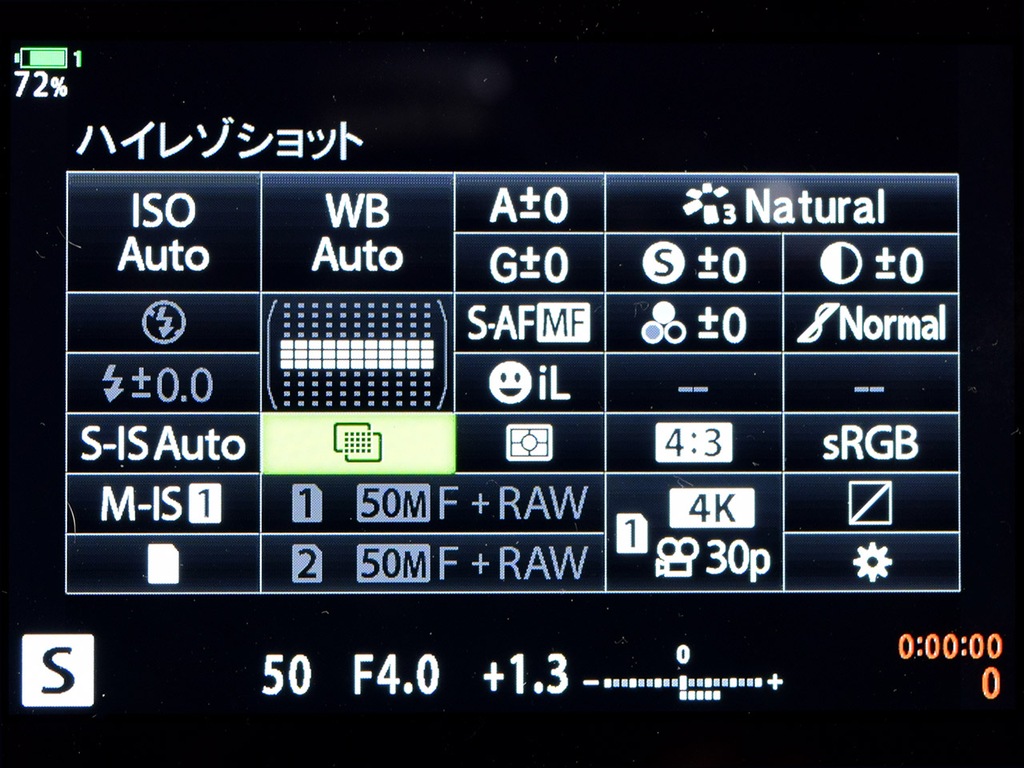 1
72%
ハイレゾショット
ISO
Auto
WB
Auto
A±0
3 Natural
G±0
S ±0
±0
S-AF MF
±0
Normal
±0.0
iL
--
--
S-IS Auto
4:3
sRGB
M-IS 1
1 50M F + RAW
1
4K
30p
2 50M F + RAW
S
50 F4.0 +1.3
0
- +
0:00:00
0